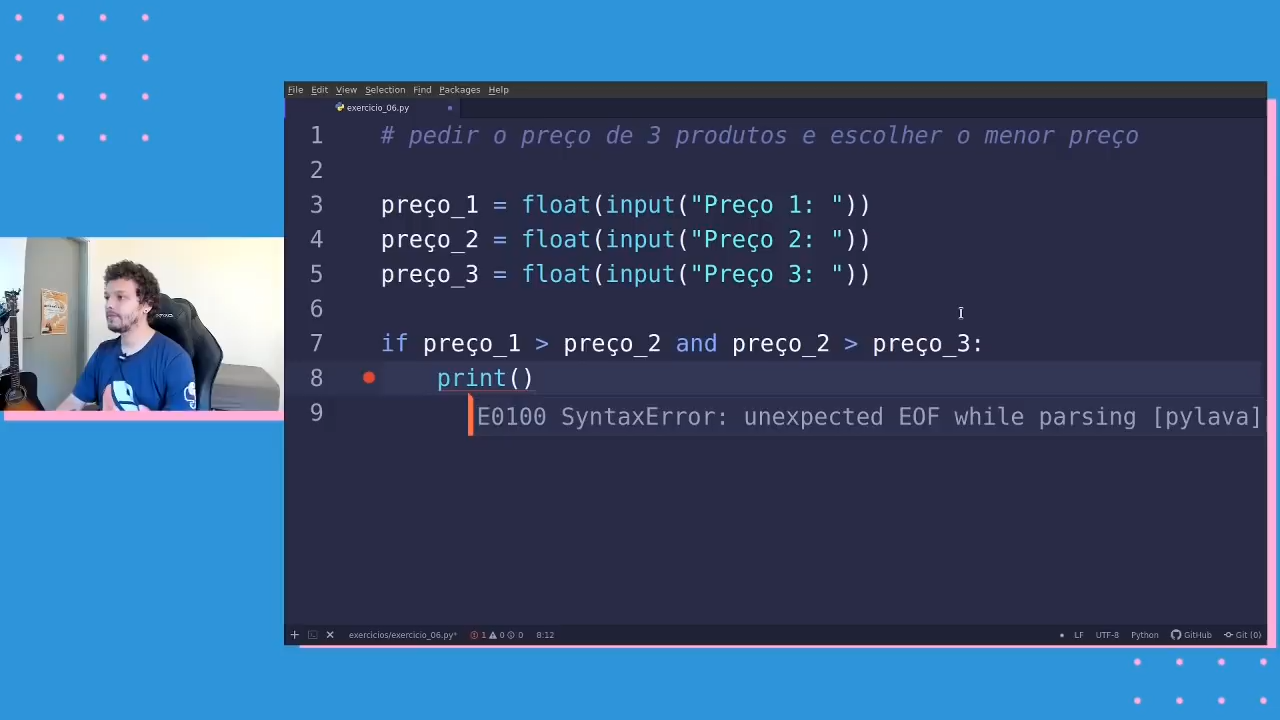 File Edit View Selection Find Packages Help
exercicio_06.py
1 # pedir o preço de 3 produtos e escolher o menor preço
2
3 preço_1 = float(input("Preço 1: "))
4 preço_2 = float(input("Preço 2: "))
5 preço_3 = float(input("Preço 3: "))
6
7 if preço_1 > preço_2 and preço_2 > preço_3:
8 print()
9 E0100 SyntaxError: unexpected EOF while parsing [pylava]
exercicios/exercicio_06.py* 1 0 0 8:12 LF UTF-8 Python GitHub Git (0)